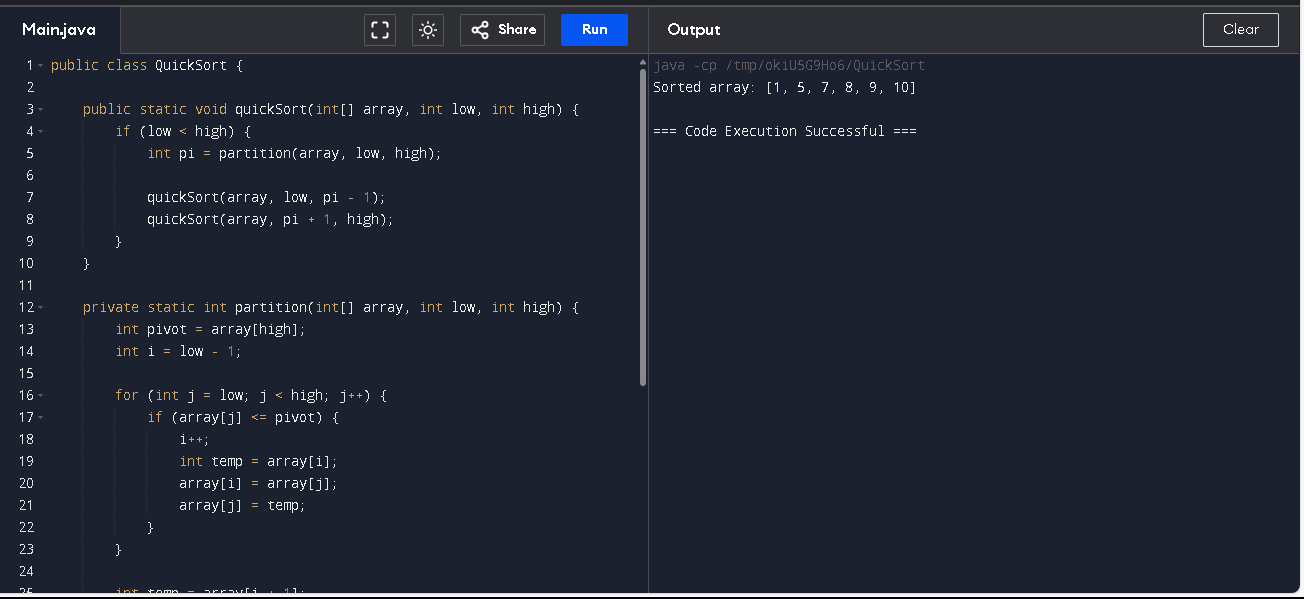 Main.java
Share
Run
Output
Clear
1 public class QuickSort {
2
3     public static void quickSort(int[] array, int low, int high) {
4         if (low < high) {
5             int pi = partition(array, low, high);
6
7             quickSort(array, low, pi - 1);
8             quickSort(array, pi + 1, high);
9         }
10     }
11
12     private static int partition(int[] array, int low, int high) {
13         int pivot = array[high];
14         int i = low - 1;
15
16         for (int j = low; j < high; j++) {
17             if (array[j] <= pivot) {
18                 i++;
19                 int temp = array[i];
20                 array[i] = array[j];
21                 array[j] = temp;
22             }
23         }
24
25         int temp = array[i + 1];
java -cp /tmp/okiU5G9Ho6/QuickSort
Sorted array: [1, 5, 7, 8, 9, 10]
=== Code Execution Successful ===